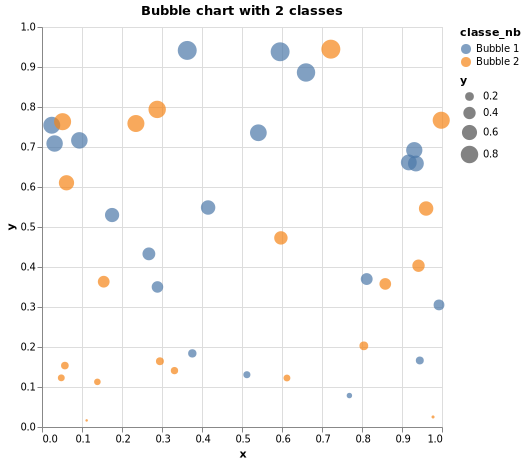 Bubble chart with 2 classes
1.0
0.9
0.8
0.7
0.6
0.5
0.4
0.3
0.2
0.1
0.0
y
0.0 0.1 0.2 0.3 0.4 0.5 0.6 0.7 0.8 0.9 1.0
x
classe_nb
Bubble 1
Bubble 2
y
0.2
0.4
0.6
0.8